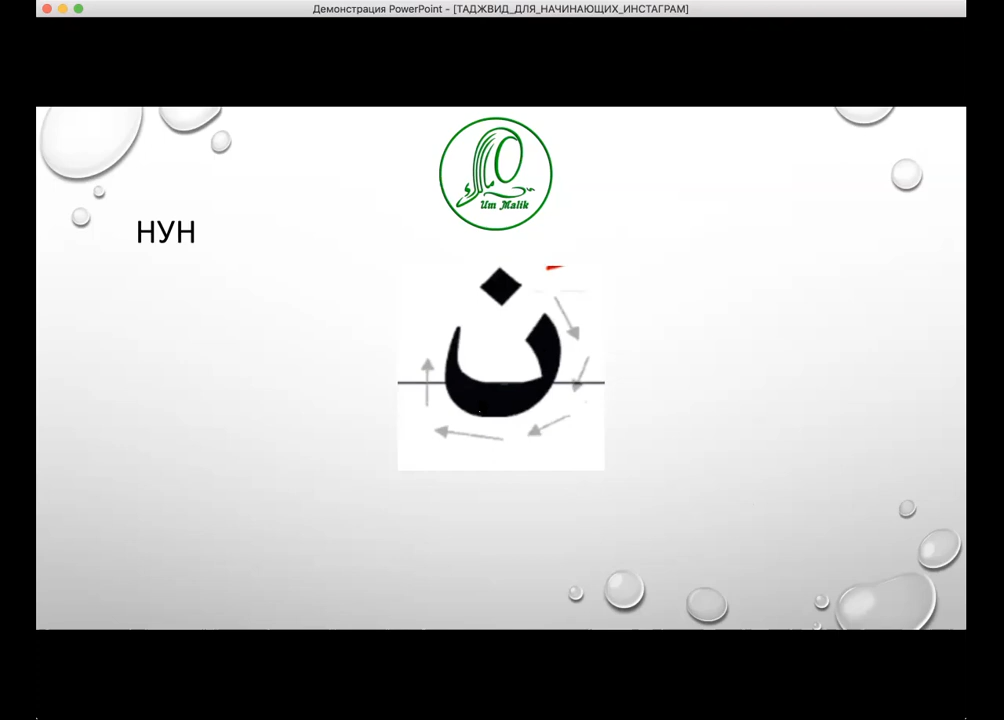 Демонстрация PowerPoint - [ТАДЖВИД_ДЛЯ_НАЧИНАЮЩИХ_ИНСТАГРАМ]
Um Malik
НУН
ن